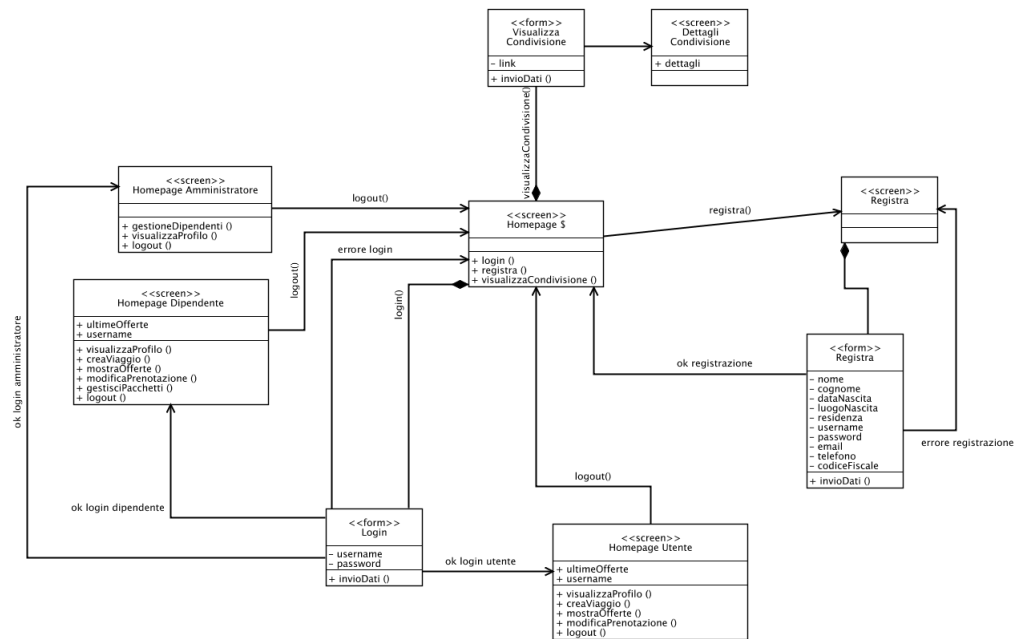 <<form>>
Visualizza
Condivisione
- link
+ invioDati ()
<<screen>>
Dettagli
Condivisione
+ dettagli
visualizzaCondivisione()
<<screen>>
Homepage Amministratore
+ gestioneDipendenti ()
+ visualizzaProfilo ()
+ logout ()
logout()
<<screen>>
Homepage $
+ login ()
+ registra ()
+ visualizzaCondivisione ()
registra()
<<screen>>
Registra
errore login
logout()
login()
<<screen>>
Homepage Dipendente
+ ultimeOfferte
+ username
+ visualizzaProfilo ()
+ creaViaggio ()
+ mostraOfferte ()
+ modificaPrenotazione ()
+ gestisciPacchetti ()
+ logout ()
ok login amministratore
ok registrazione
<<form>>
Registra
- nome
- cognome
- dataNascita
- luogoNascita
- residenza
- username
- password
- email
- telefono
- codiceFiscale
+ invioDati ()
errore registrazione
logout()
ok login dipendente
<<form>>
Login
- username
- password
+ invioDati ()
ok login utente
<<screen>>
Homepage Utente
+ ultimeOfferte
+ username
+ visualizzaProfilo ()
+ creaViaggio ()
+ mostraOfferte ()
+ modificaPrenotazione ()
+ logout ()